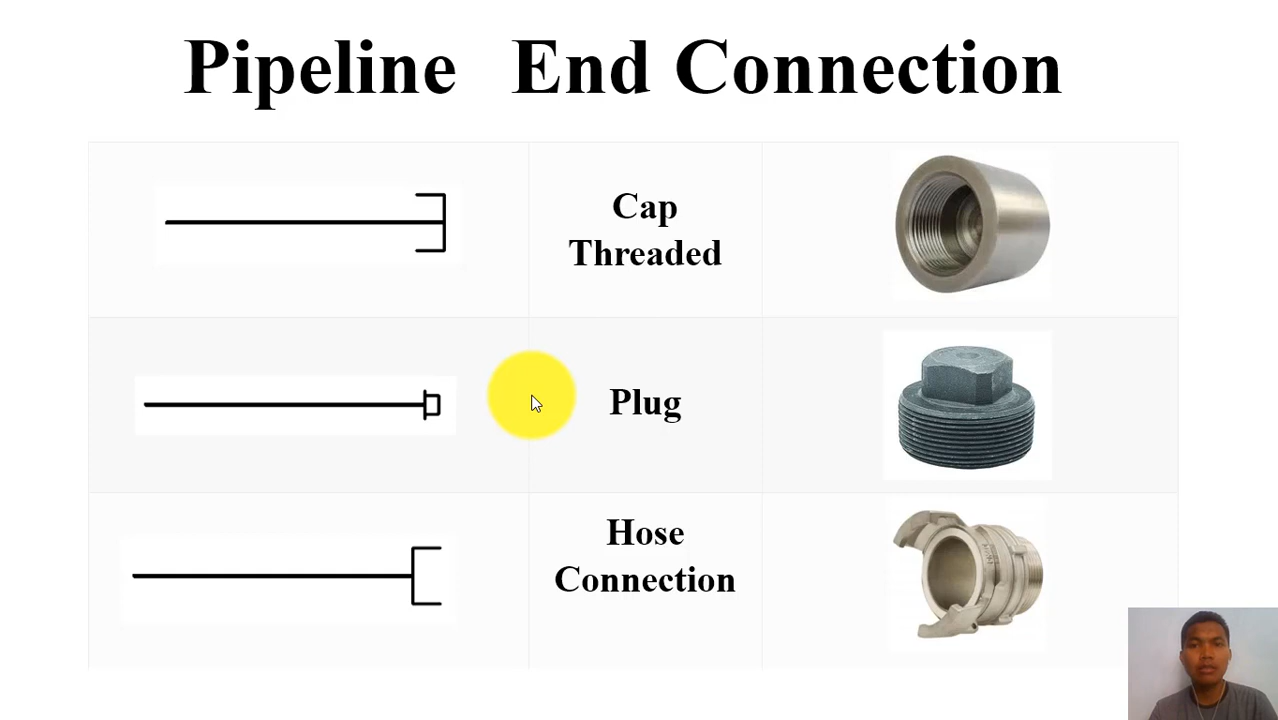 Pipeline End Connection
Cap
Threaded
Plug
Hose
Connection